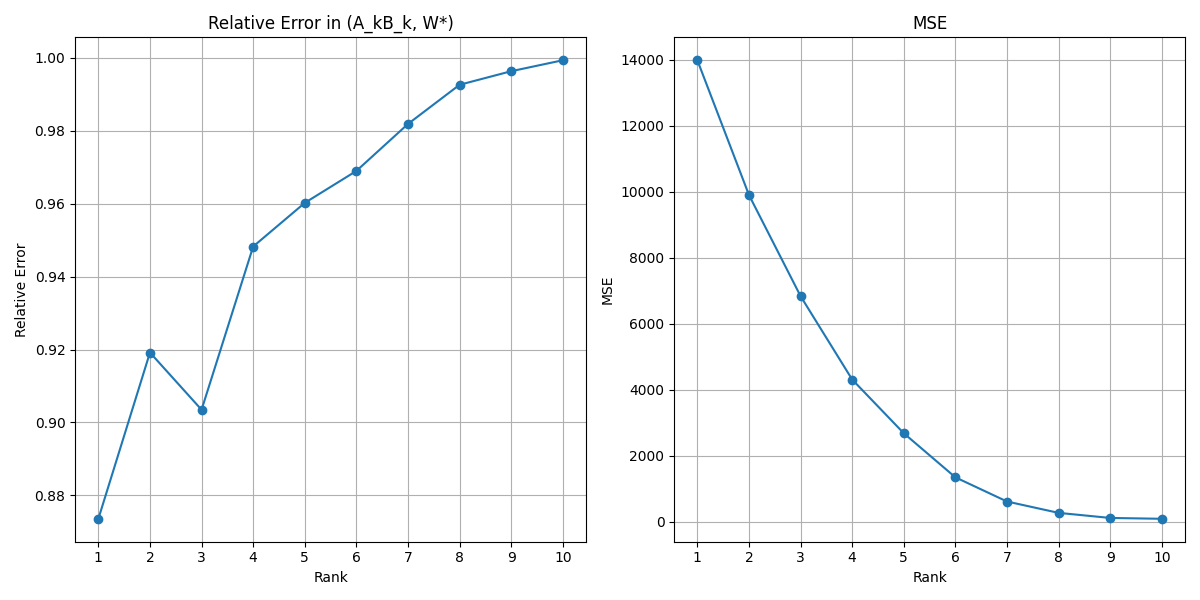 Relative Error in (A_kB_k, W*)
Relative Error
1.00
0.98
0.96
0.94
0.92
0.90
0.88
1 2 3 4 5 6 7 8 9 10
Rank
MSE
MSE
14000
12000
10000
8000
6000
4000
2000
0
1 2 3 4 5 6 7 8 9 10
Rank